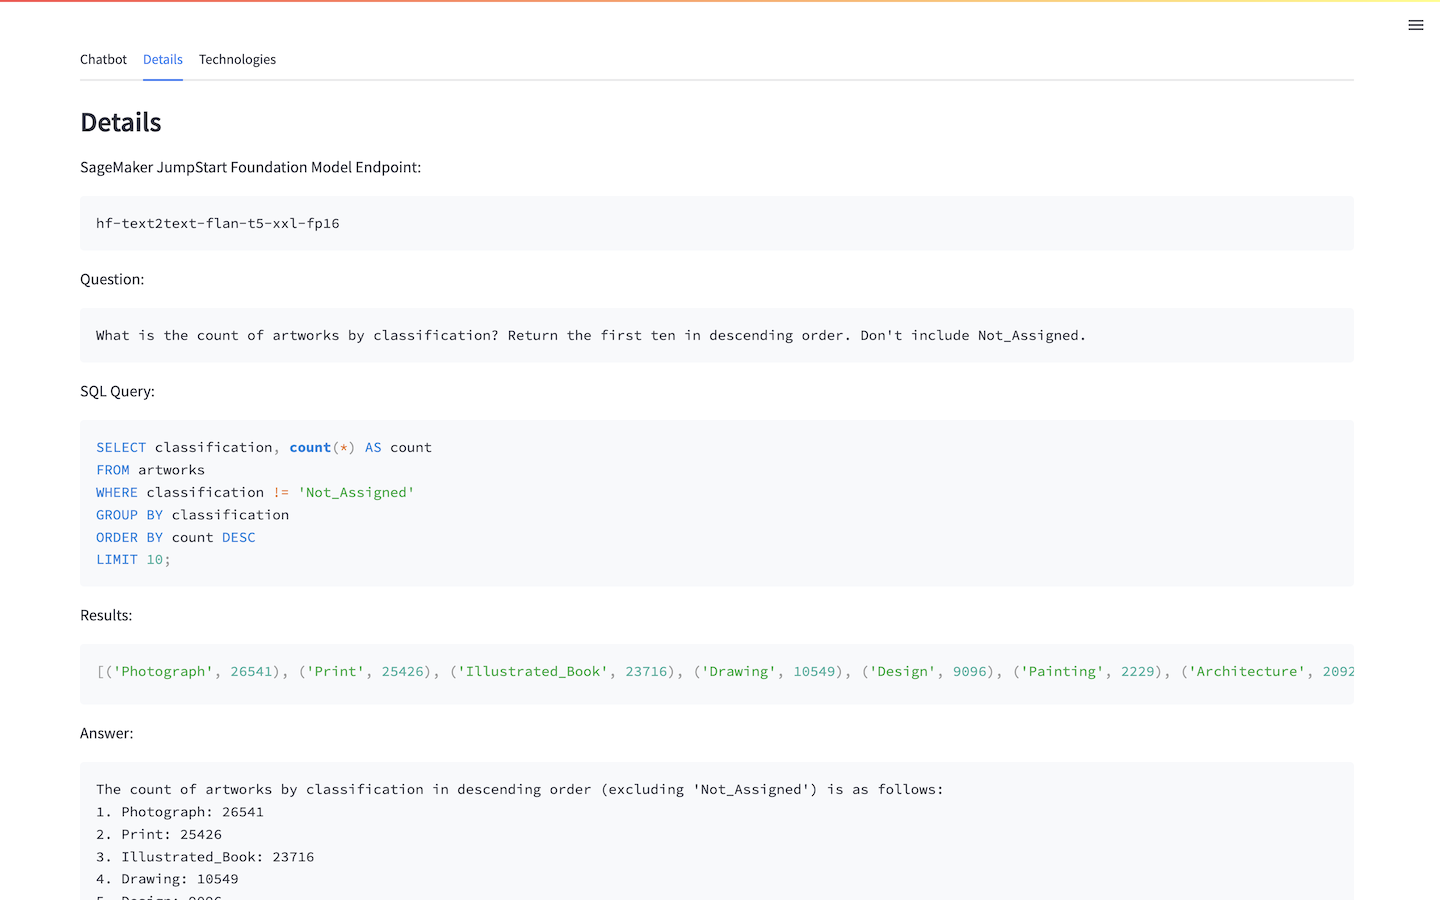 Chatbot Details Technologies
Details
SageMaker JumpStart Foundation Model Endpoint:
hf-text2text-flan-t5-xxl-fp16
Question:
What is the count of artworks by classification? Return the first ten in descending order. Don't include Not_Assigned.
SQL Query:
SELECT classification, count(*) AS count
FROM artworks
WHERE classification != 'Not_Assigned'
GROUP BY classification
ORDER BY count DESC
LIMIT 10;
Results:
[('Photograph', 26541), ('Print', 25426), ('Illustrated_Book', 23716), ('Drawing', 10549), ('Design', 9096), ('Painting', 2229), ('Architecture', 2092
Answer:
The count of artworks by classification in descending order (excluding 'Not_Assigned') is as follows:
1. Photograph: 26541
2. Print: 25426
3. Illustrated_Book: 23716
4. Drawing: 10549
5. Design: 9096